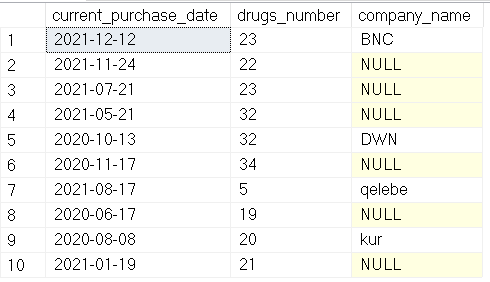 current_purchase_date drugs_number company_name
1 2021-12-12 23 BNC
2 2021-11-24 22 NULL
3 2021-07-21 23 NULL
4 2021-05-21 32 NULL
5 2020-10-13 32 DWN
6 2020-11-17 34 NULL
7 2021-08-17 5 qelebe
8 2020-06-17 19 NULL
9 2020-08-08 20 kur
10 2021-01-19 21 NULL